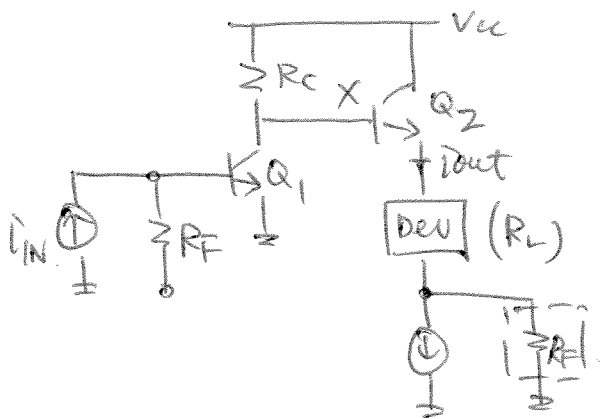 Vcc
RC
X
Q2
Iout
Q1
iIN
RF
DEV
(RL)
RF